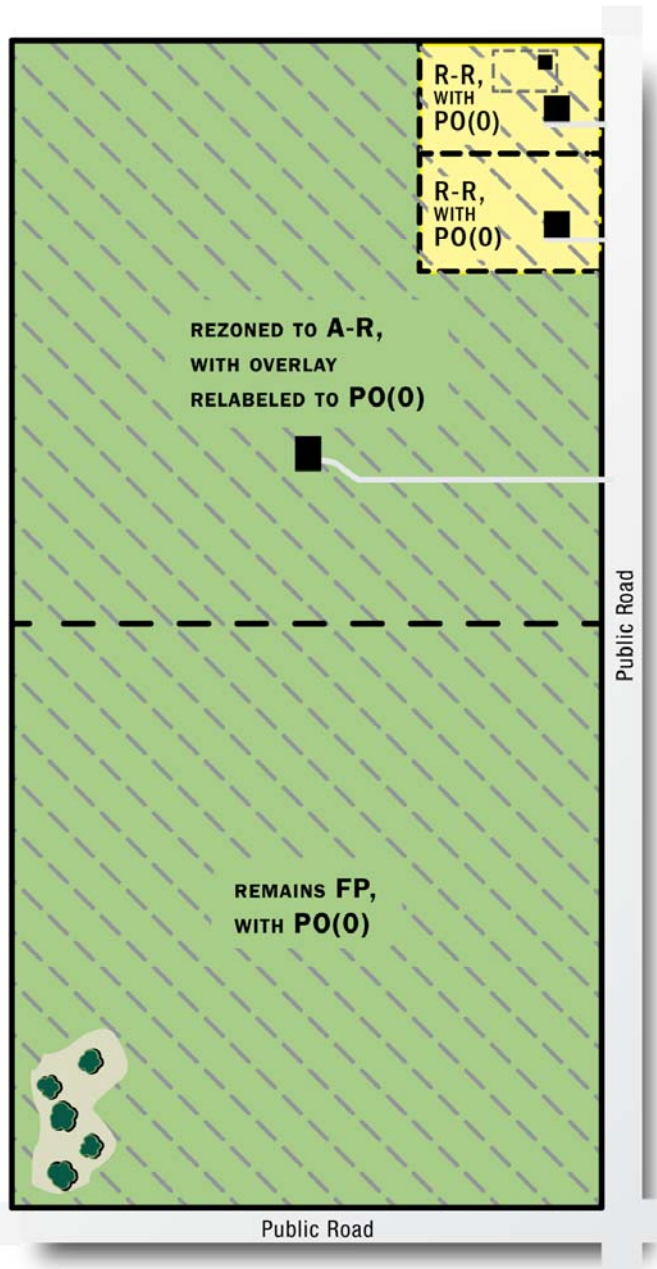 R-R,
WITH
PO(0)
R-R,
WITH
PO(0)
REZONED TO A-R,
WITH OVERLAY
RELABELED TO PO(0)
Public Road
REMAINS FP,
WITH PO(0)
Public Road